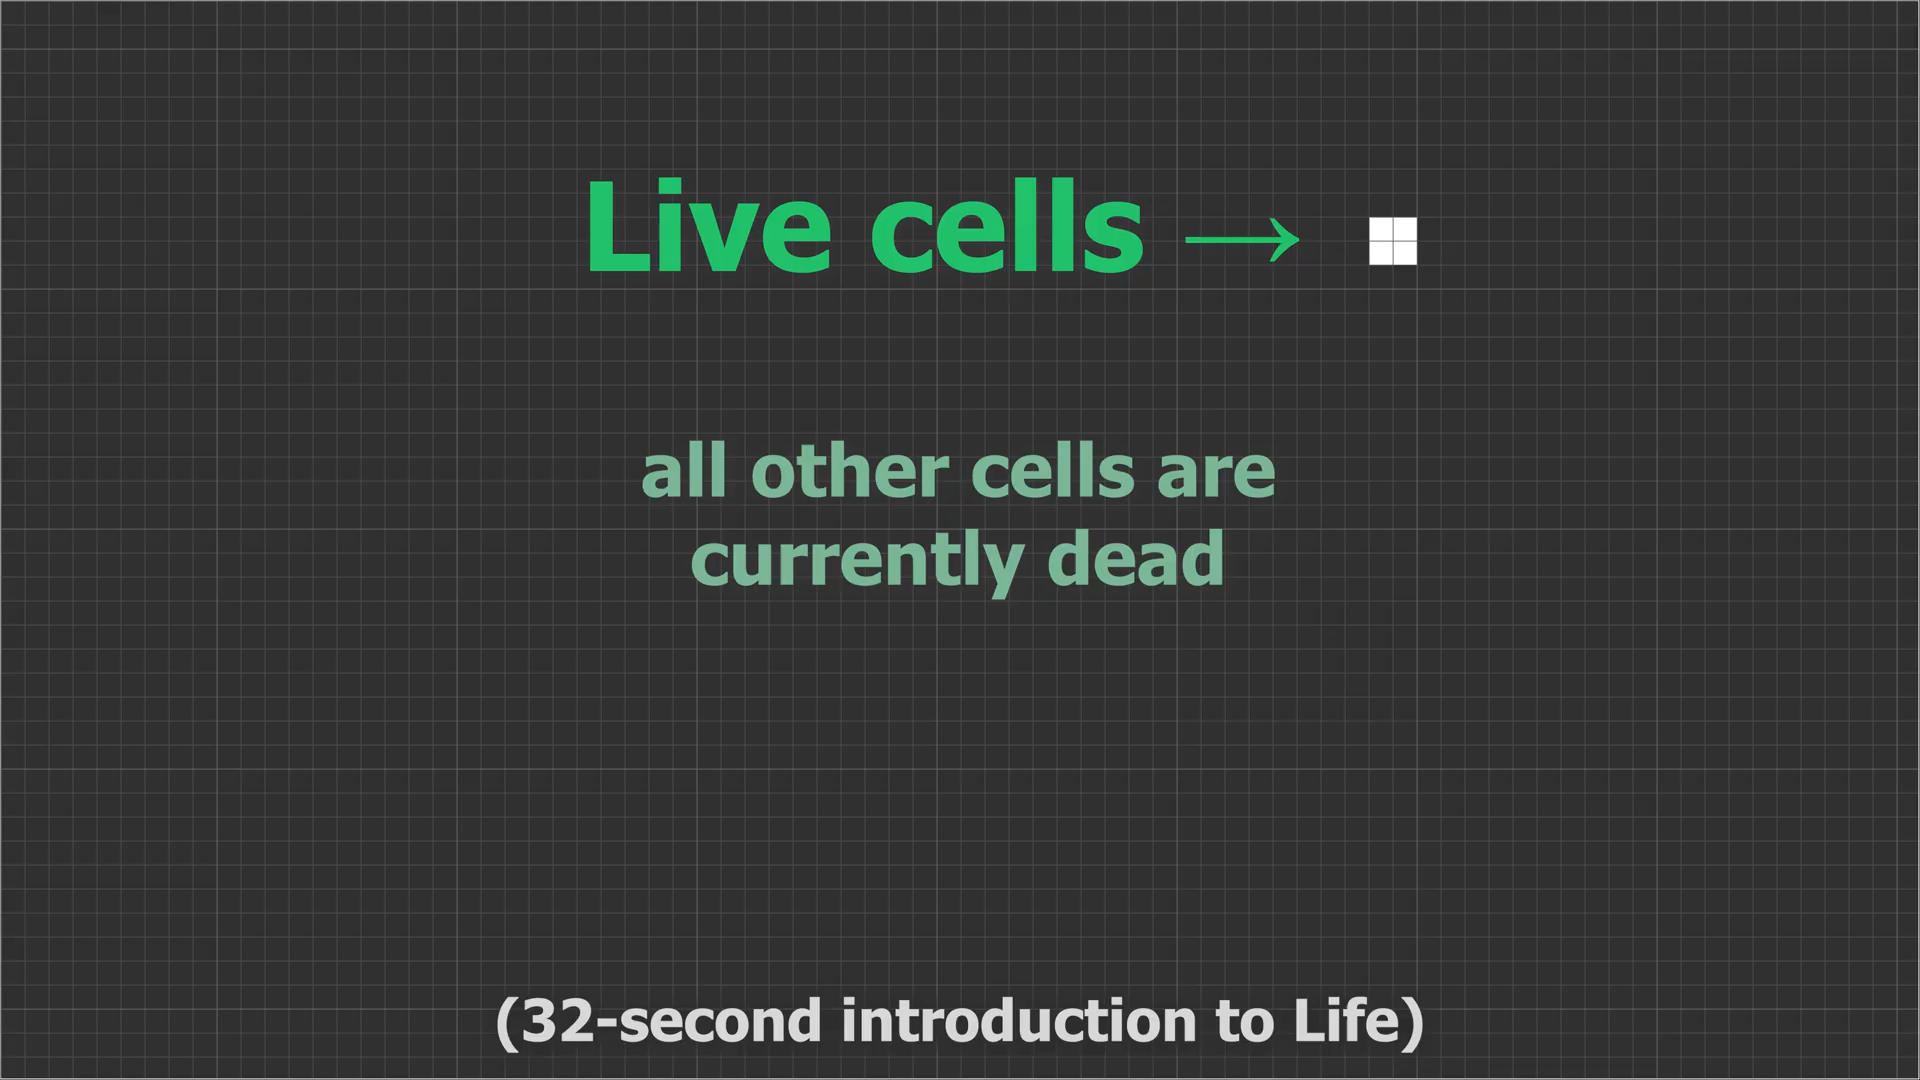 Live cells →
all other cells are
currently dead
(32-second introduction to Life)